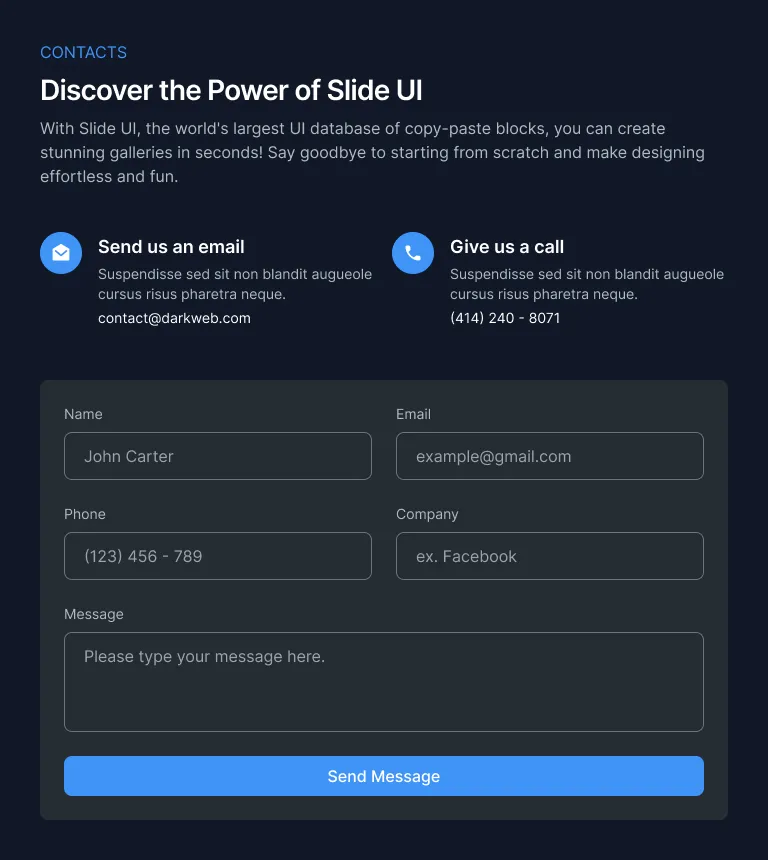 CONTACTS
Discover the Power of Slide UI
With Slide UI, the world's largest UI database of copy-paste blocks, you can create
stunning galleries in seconds! Say goodbye to starting from scratch and make designing
effortless and fun.
Send us an email
Suspendisse sed sit non blandit augueole
cursus risus pharetra neque.
contact@darkweb.com
Give us a call
Suspendisse sed sit non blandit augueole
cursus risus pharetra neque.
(414) 240 - 8071
Name
John Carter
Email
example@gmail.com
Phone
(123) 456 - 789
Company
ex. Facebook
Message
Please type your message here.
Send Message